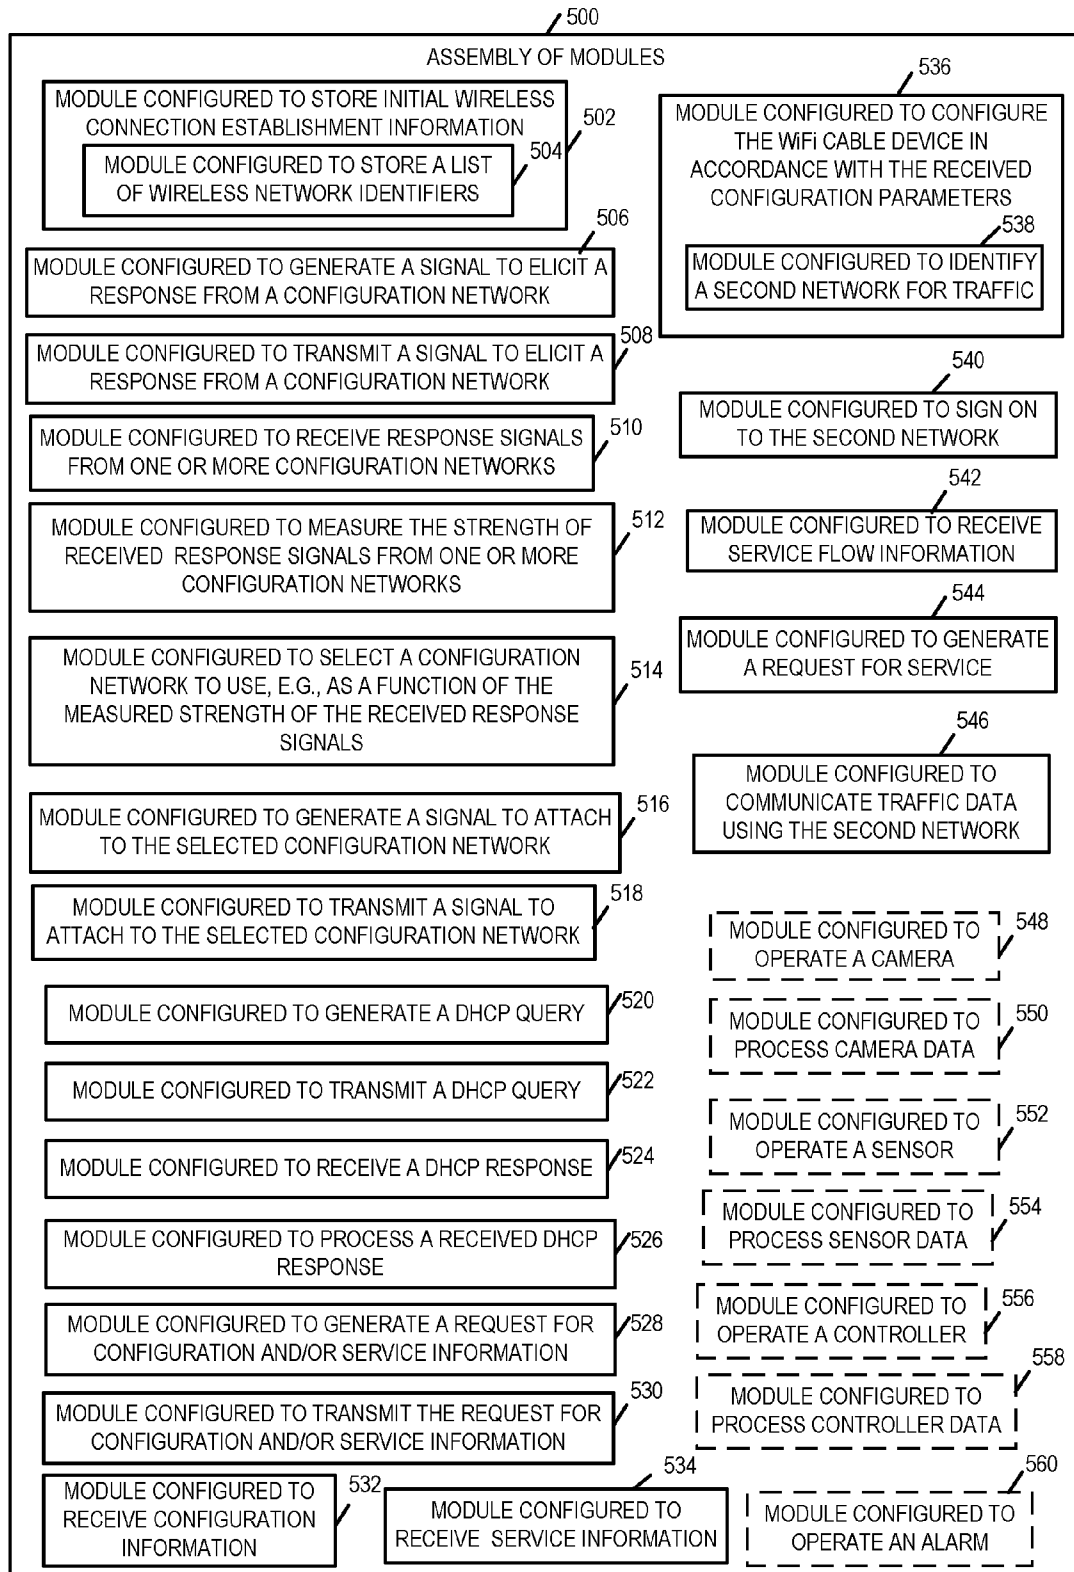 500
ASSEMBLY OF MODULES
MODULE CONFIGURED TO STORE INITIAL WIRELESS
CONNECTION ESTABLISHMENT INFORMATION
502
MODULE CONFIGURED TO STORE A LIST
OF WIRELESS NETWORK IDENTIFIERS
504
506
MODULE CONFIGURED TO GENERATE A SIGNAL TO ELICIT A
RESPONSE FROM A CONFIGURATION NETWORK
508
MODULE CONFIGURED TO TRANSMIT A SIGNAL TO ELICIT A
RESPONSE FROM A CONFIGURATION NETWORK
MODULE CONFIGURED TO RECEIVE RESPONSE SIGNALS
FROM ONE OR MORE CONFIGURATION NETWORKS
510
MODULE CONFIGURED TO MEASURE THE STRENGTH OF
RECEIVED RESPONSE SIGNALS FROM ONE OR MORE
CONFIGURATION NETWORKS
512
MODULE CONFIGURED TO SELECT A CONFIGURATION
NETWORK TO USE, E.G., AS A FUNCTION OF THE
MEASURED STRENGTH OF THE RECEIVED RESPONSE
SIGNALS
514
MODULE CONFIGURED TO GENERATE A SIGNAL TO ATTACH
TO THE SELECTED CONFIGURATION NETWORK
516
MODULE CONFIGURED TO TRANSMIT A SIGNAL TO
ATTACH TO THE SELECTED CONFIGURATION NETWORK
518
MODULE CONFIGURED TO GENERATE A DHCP QUERY
520
MODULE CONFIGURED TO TRANSMIT A DHCP QUERY
522
MODULE CONFIGURED TO RECEIVE A DHCP RESPONSE
524
MODULE CONFIGURED TO PROCESS A RECEIVED DHCP
RESPONSE
526
MODULE CONFIGURED TO GENERATE A REQUEST FOR
CONFIGURATION AND/OR SERVICE INFORMATION
528
MODULE CONFIGURED TO TRANSMIT THE REQUEST FOR
CONFIGURATION AND/OR SERVICE INFORMATION
530
MODULE CONFIGURED TO
RECEIVE CONFIGURATION
INFORMATION
532
534
MODULE CONFIGURED TO
RECEIVE SERVICE INFORMATION
536
MODULE CONFIGURED TO CONFIGURE
THE WiFi CABLE DEVICE IN
ACCORDANCE WITH THE RECEIVED
CONFIGURATION PARAMETERS
538
MODULE CONFIGURED TO IDENTIFY
A SECOND NETWORK FOR TRAFFIC
540
MODULE CONFIGURED TO SIGN ON
TO THE SECOND NETWORK
542
MODULE CONFIGURED TO RECEIVE
SERVICE FLOW INFORMATION
544
MODULE CONFIGURED TO GENERATE
A REQUEST FOR SERVICE
546
MODULE CONFIGURED TO
COMMUNICATE TRAFFIC DATA
USING THE SECOND NETWORK
MODULE CONFIGURED TO
OPERATE A CAMERA
548
MODULE CONFIGURED TO
PROCESS CAMERA DATA
550
MODULE CONFIGURED TO
OPERATE A SENSOR
552
MODULE CONFIGURED TO
PROCESS SENSOR DATA
554
MODULE CONFIGURED TO
OPERATE A CONTROLLER
556
558
MODULE CONFIGURED TO
PROCESS CONTROLLER DATA
560
MODULE CONFIGURED TO
OPERATE AN ALARM